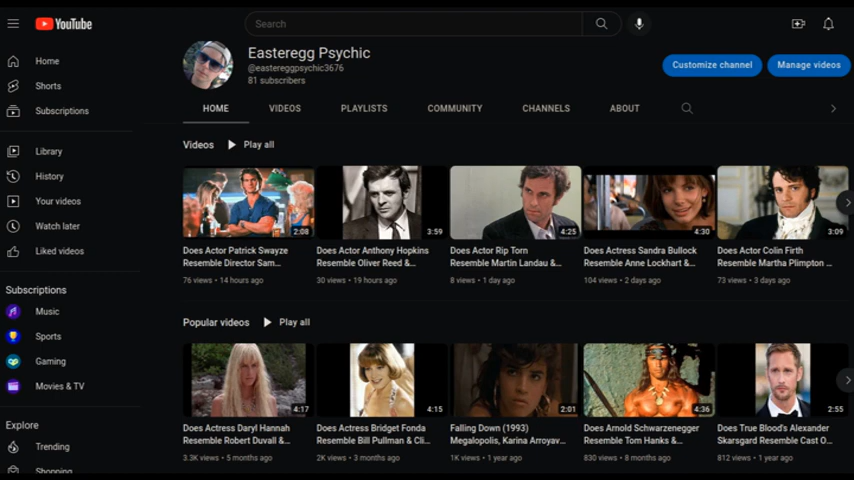 YouTube
Search
Home
Shorts
Subscriptions
Library
History
Your videos
Watch later
Liked videos
Subscriptions
Music
Sports
Gaming
Movies & TV
Explore
Trending
Shopping
Easteregg Psychic
@eastereggpsychic3676
81 subscribers
Customize channel
Manage videos
HOME VIDEOS PLAYLISTS COMMUNITY CHANNELS ABOUT
Videos Play all
2:08 3:59 4:25 4:30 3:09
Does Actor Patrick Swayze
Resemble Director Sam...
76 views • 14 hours ago
Does Actor Anthony Hopkins
Resemble Oliver Reed &...
30 views • 19 hours ago
Does Actor Rip Torn
Resemble Martin Landau &...
8 views • 1 day ago
Does Actress Sandra Bullock
Resemble Anne Lockhart &...
104 views • 2 days ago
Does Actor Colin Firth
Resemble Martha Plimpton ...
73 views • 3 days ago
Popular videos Play all
4:17 4:15 2:01 4:36 2:55
Does Actress Daryl Hannah
Resemble Robert Duvall &...
3.3K views • 5 months ago
Does Actress Bridget Fonda
Resemble Bill Pullman & Cli...
2K views • 3 months ago
Falling Down (1993)
Megalopolis, Karina Arroyav...
1K views • 1 year ago
Does Arnold Schwarzenegger
Resemble Tom Hanks &...
830 views • 8 months ago
Does True Blood's Alexander
Skarsgard Resemble Cast O...
812 views • 1 year ago